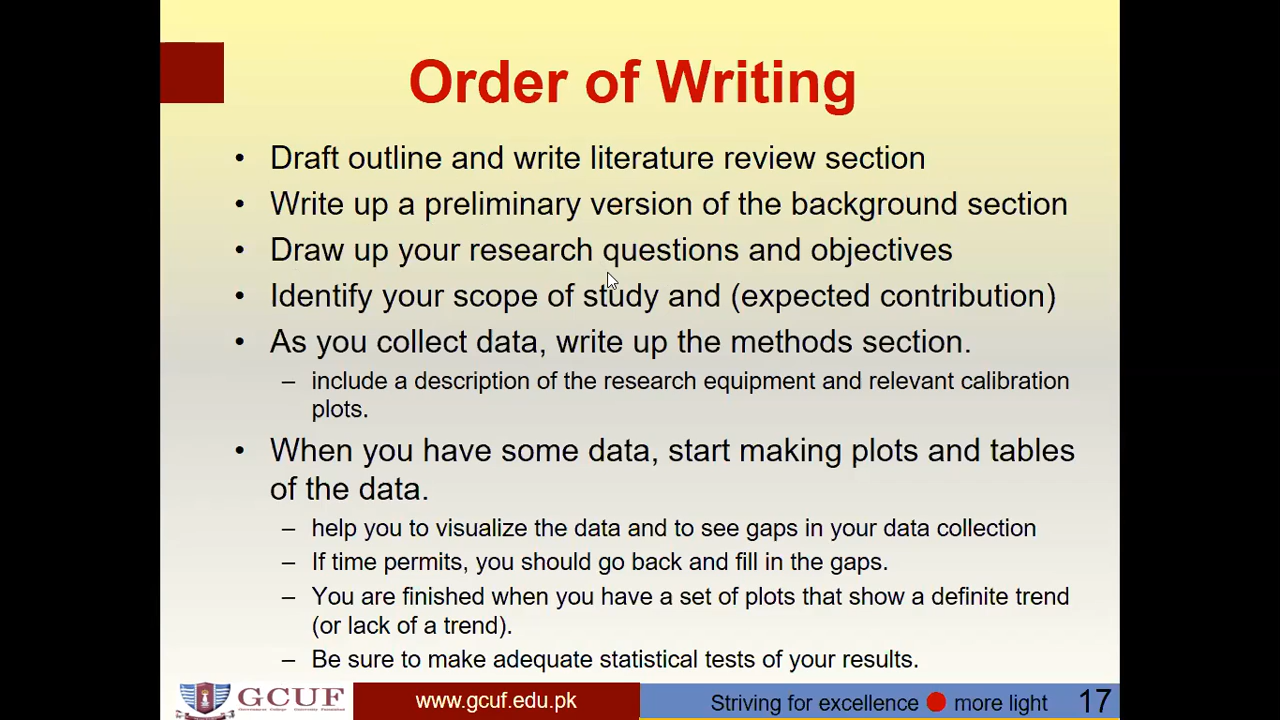 Order of Writing
• Draft outline and write literature review section
• Write up a preliminary version of the background section
• Draw up your research questions and objectives
• Identify your scope of study and (expected contribution)
• As you collect data, write up the methods section.
– include a description of the research equipment and relevant calibration
plots.
• When you have some data, start making plots and tables
of the data.
– help you to visualize the data and to see gaps in your data collection
– If time permits, you should go back and fill in the gaps.
– You are finished when you have a set of plots that show a definite trend
(or lack of a trend).
– Be sure to make adequate statistical tests of your results.
GCUF
www.gcuf.edu.pk
Striving for excellence more light
17